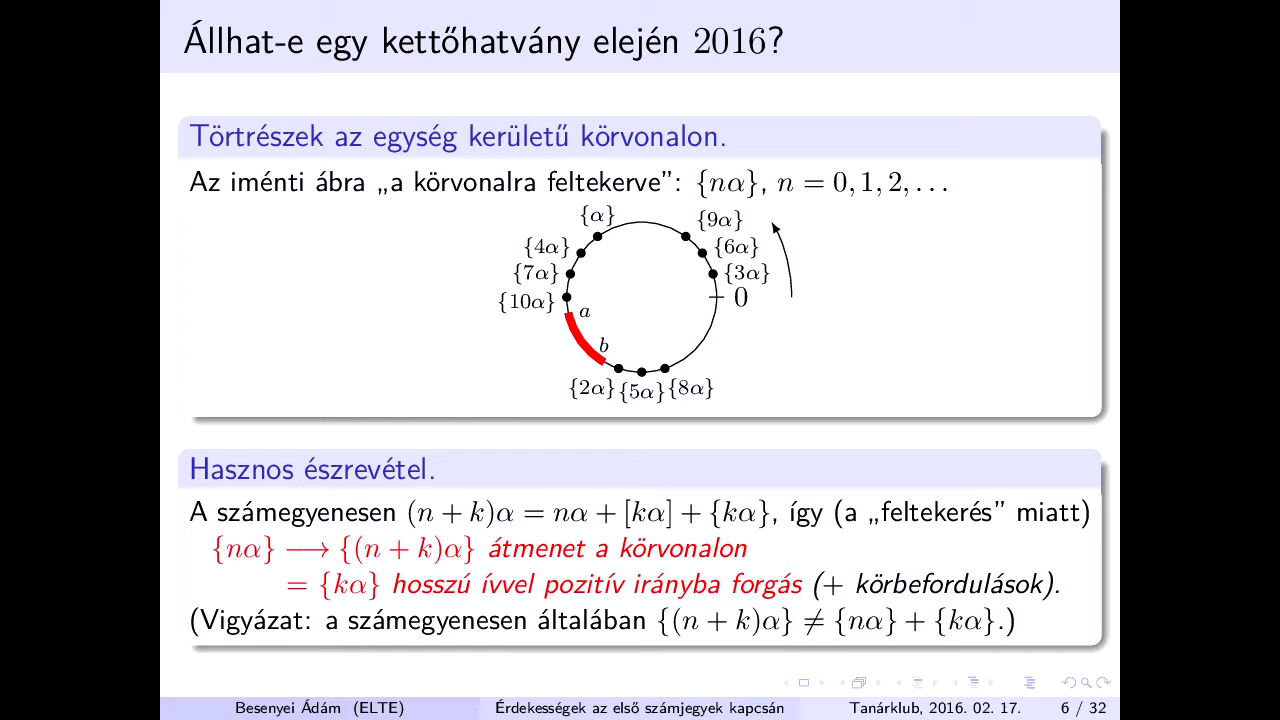 Állhat-e egy kettőhatvány elején 2016?
Törtrészek az egység kerületű körvonalon.
Az iménti ábra „a körvonalra feltekerve”: {nα}, n = 0, 1, 2, . . .
{α}
{9α}
{4α}
{6α}
{7α}
{3α}
{10α}
0
a
b
{2α}
{5α}
{8α}
Hasznos észrevétel.
A számegyenesen (n + k)α = nα + [kα] + {kα}, így (a „feltekerés” miatt)
{nα} ⟶ {(n + k)α} átmenet a körvonalon
= {kα} hosszú ívvel pozitív irányba forgás (+ körbefordulások).
(Vigyázat: a számegyenesen általában {(n + k)α} ≠ {nα} + {kα}.)
Besenyei Ádám (ELTE)
Érdekességek az első számjegyek kapcsán
Tanárklub, 2016. 02. 17.
6 / 32